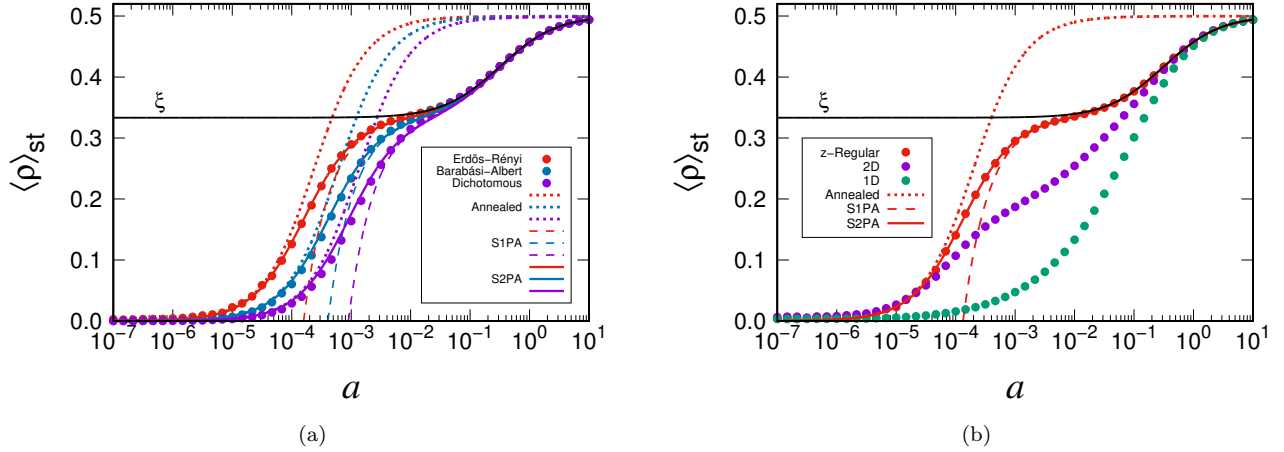 0.5
0.4
0.3
0.2
0.1
0.0
⟨ρ⟩st
ξ
Erdös−Rényi
Barabási−Albert
Dichotomous
Annealed
S1PA
S2PA
10−7 10−6 10−5 10−4 10−3 10−2 10−1 100 101
a
(a)
0.5
0.4
0.3
0.2
0.1
0.0
⟨ρ⟩st
ξ
z−Regular
2D
1D
Annealed
S1PA
S2PA
10−7 10−6 10−5 10−4 10−3 10−2 10−1 100 101
a
(b)